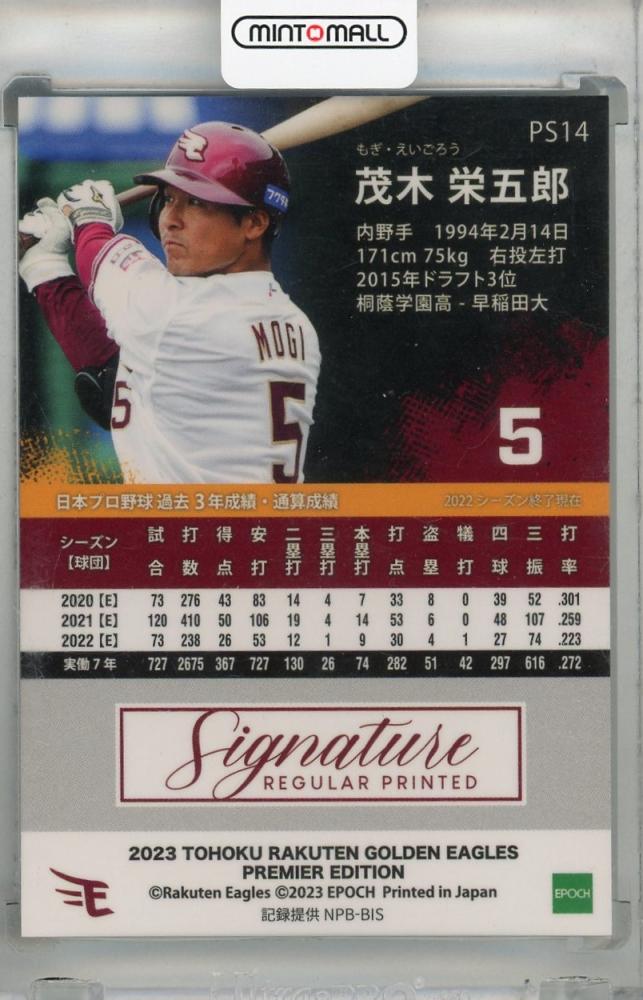 MINTMALL
PS14
もぎ・えいごろう
茂木 栄五郎
内野手 1994年2月14日
171cm 75kg 右投左打
2015年ドラフト3位
桐蔭学園高 - 早稲田大
MOGI
5
5
5
日本プロ野球 過去3年成績・通算成績 2022シーズン終了現在
シーズン【球団】 試合 打数 得点 安打 二塁打 三塁打 本塁打 打点 盗塁 犠打 四球 三振 打率
2020【E】 73 276 43 83 14 4 7 33 8 0 39 52 .301
2021【E】 120 410 50 106 19 4 14 53 6 0 48 107 .259
2022【E】 73 238 26 53 12 1 9 30 4 1 27 74 .223
実働7年 727 2675 367 727 130 26 74 282 51 42 297 616 .272
Signature
REGULAR PRINTED
2023 TOHOKU RAKUTEN GOLDEN EAGLES
PREMIER EDITION
©Rakuten Eagles ©2023 EPOCH Printed in Japan
記録提供 NPB-BIS
EPOCH